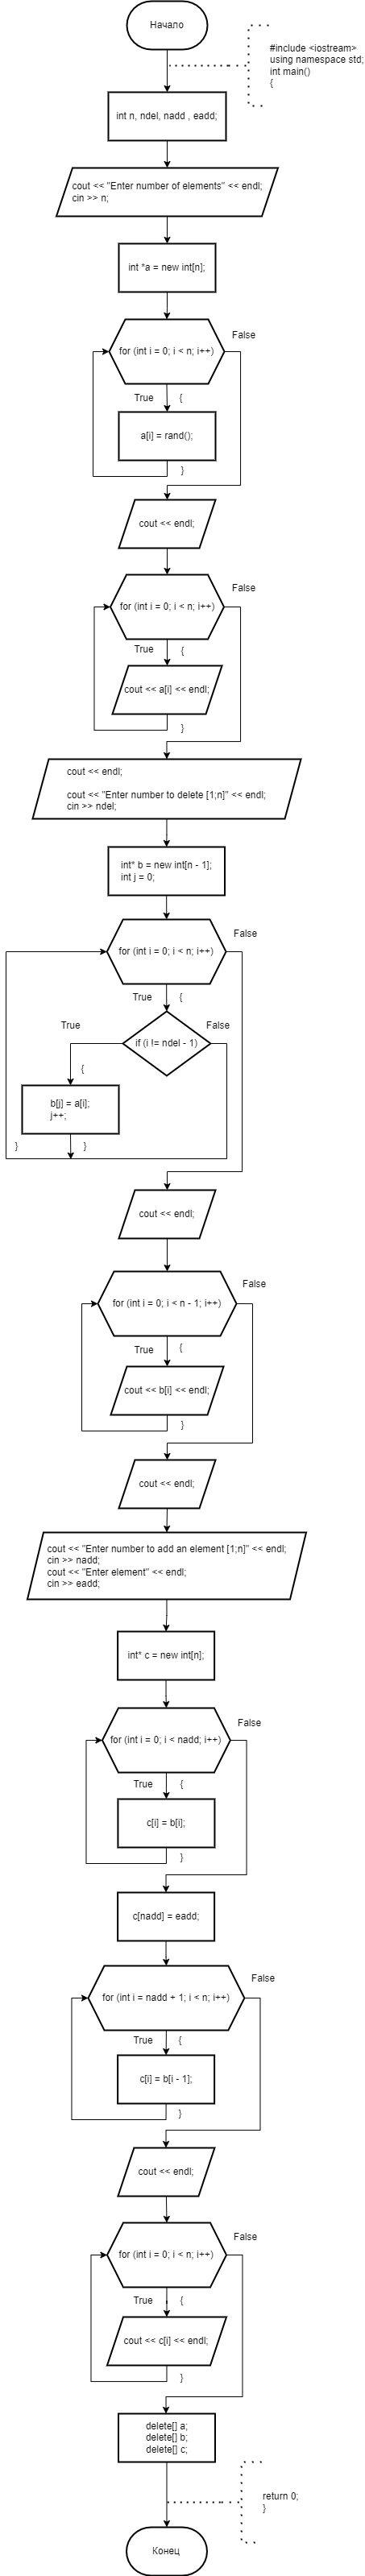 Начало
#include <iostream>
using namespace std;
int main()
{
int n, ndel, nadd , eadd;
cout << "Enter number of elements" << endl;
cin >> n;
int *a = new int[n];
False
for (int i = 0; i < n; i++)
True {
a[i] = rand();
}
cout << endl;
False
for (int i = 0; i < n; i++)
True {
cout << a[i] << endl;
}
cout << endl;
cout << "Enter number to delete [1;n]" << endl;
cin >> ndel;
int* b = new int[n - 1];
int j = 0;
False
for (int i = 0; i < n; i++)
True {
True False
if (i != ndel - 1)
{
b[j] = a[i];
j++;
} }
cout << endl;
False
for (int i = 0; i < n - 1; i++)
True {
cout << b[i] << endl;
}
cout << endl;
cout << "Enter number to add an element [1;n]" << endl;
cin >> nadd;
cout << "Enter element" << endl;
cin >> eadd;
int* c = new int[n];
False
for (int i = 0; i < nadd; i++)
True {
c[i] = b[i];
}
c[nadd] = eadd;
False
for (int i = nadd + 1; i < n; i++)
True {
c[i] = b[i - 1];
}
cout << endl;
False
for (int i = 0; i < n; i++)
True {
cout << c[i] << endl;
}
delete[] a;
delete[] b;
delete[] c;
return 0;
}
Конец